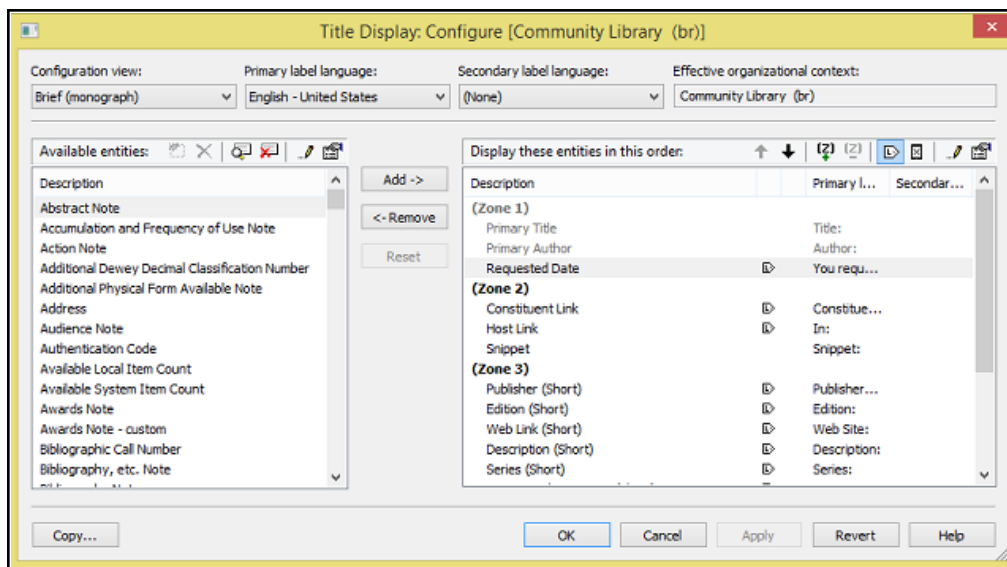 Title Display: Configure [Community Library (br)]
Configuration view: Primary label language: Secondary label language: Effective organizational context:
Brief (monograph) English - United States (None) Community Library (br)
Available entities: Display these entities in this order:
Description Add -> Description Primary l... Secondar...
Abstract Note (Zone 1)
Accumulation and Frequency of Use Note <- Remove Primary Title Title:
Action Note Primary Author Author:
Additional Dewey Decimal Classification Number Reset Requested Date You requ...
Additional Physical Form Available Note (Zone 2)
Address Constituent Link Constitue...
Audience Note Host Link In:
Authentication Code Snippet Snippet:
Available Local Item Count (Zone 3)
Available System Item Count Publisher (Short) Publisher...
Awards Note Edition (Short) Edition:
Awards Note - custom Web Link (Short) Web Site:
Bibliographic Call Number Description (Short) Description:
Bibliography, etc. Note Series (Short) Series:
Copy... OK Cancel Apply Revert Help